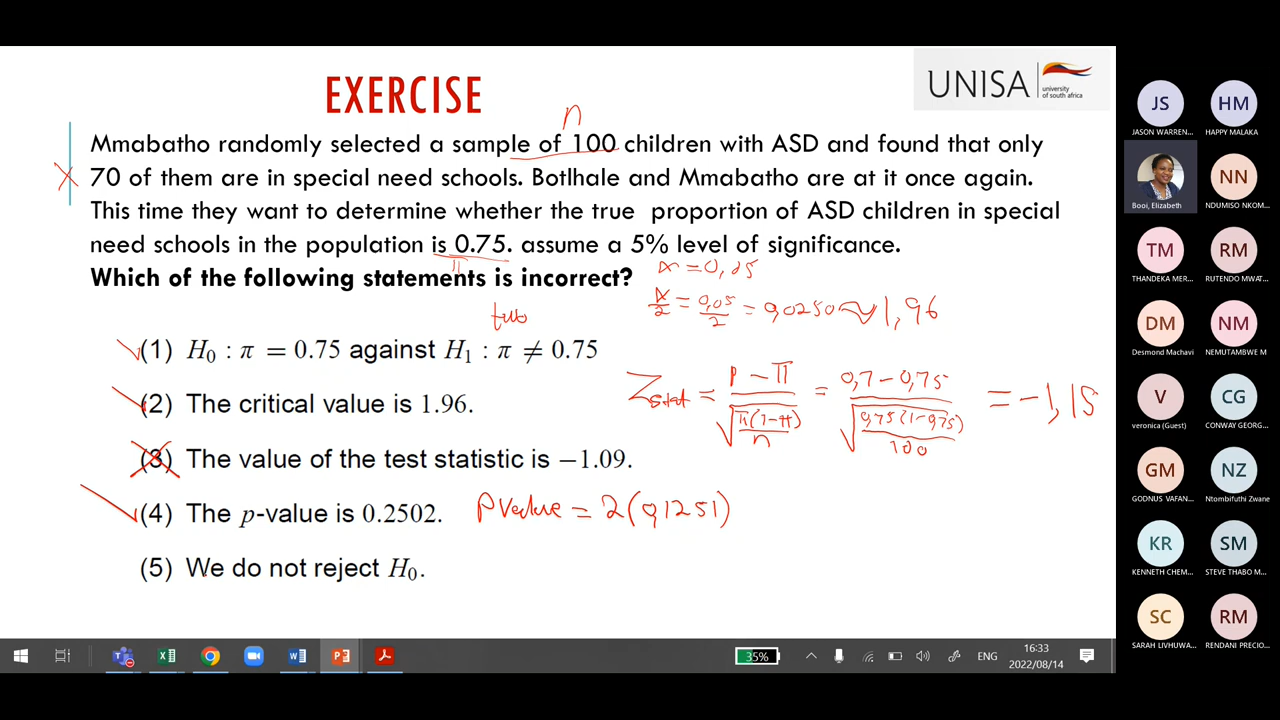 EXERCISE
UNISA
university
of south africa
n
Mmabatho randomly selected a sample of 100 children with ASD and found that only
X
70 of them are in special need schools. Botlhale and Mmabatho are at it once again.
This time they want to determine whether the true proportion of ASD children in special
need schools in the population is 0.75. assume a 5% level of significance.
π
α = 0,05
Which of the following statements is incorrect?
α/2 = 0,05/2 = 0,0250 ≈ 1,96
two
(1) H₀ : π = 0.75 against H₁ : π ≠ 0.75
Zstat = p - π / √(π(1-π)/n) = 0,7 - 0,75 / √(0,75(1-0,75)/100) = -1,15
(2) The critical value is 1.96.
(3) The value of the test statistic is −1.09.
(4) The p-value is 0.2502.
P value = 2(0,1251)
(5) We do not reject H₀.
JS
JASON WARREN...
HM
HAPPY MALAKA
Booi, Elizabeth
NN
NDUMISO NKOM...
TM
THANDEKA MER...
RM
RUTENDO MWAT...
DM
Desmond Machavi
NM
NEMUTAMBWE M
V
veronica (Guest)
CG
CONWAY GEORG...
GM
GODNUS VAFAN...
NZ
Ntombifuthi Zwane
KR
KENNETH CHEM...
SM
STEVE THABO M...
SC
SARAH LIVHUWA...
RM
RENDANI PRECIO...
35%
ENG
16:33
2022/08/14